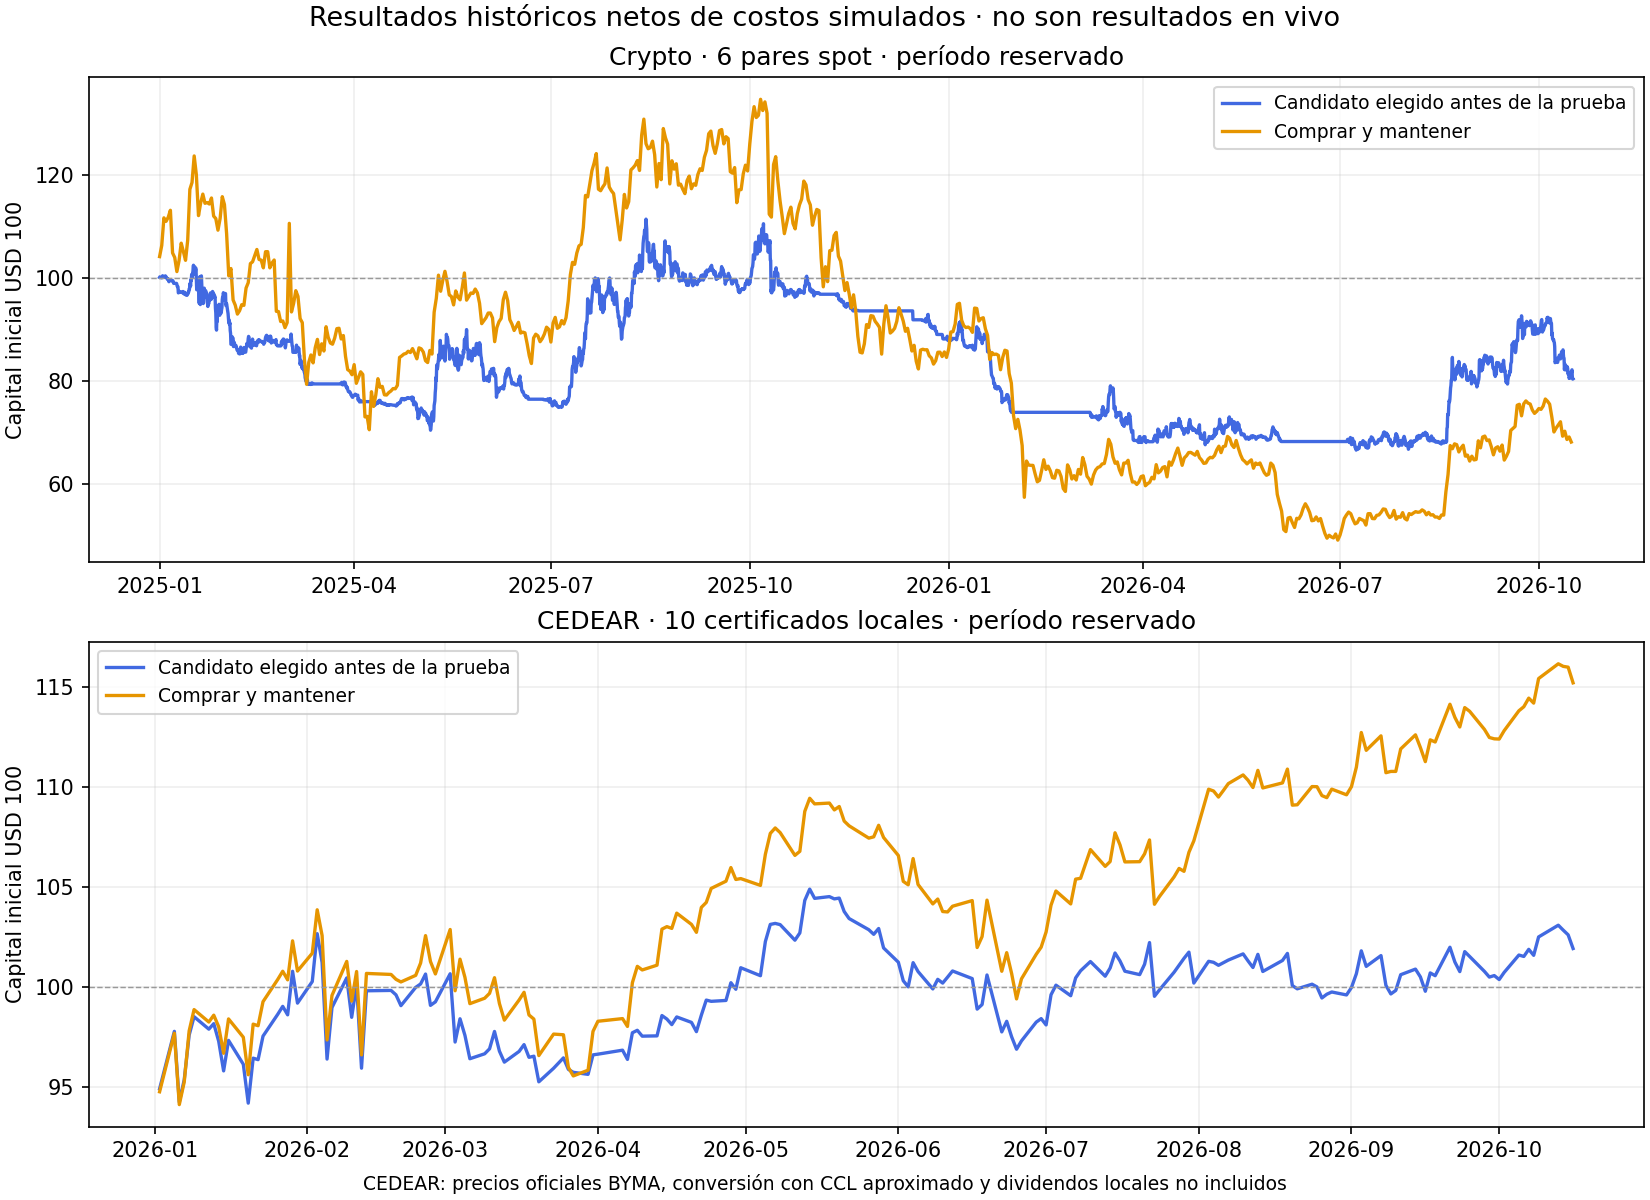 Resultados históricos netos de costos simulados · no son resultados en vivo
Crypto · 6 pares spot · período reservado
Candidato elegido antes de la prueba
Comprar y mantener
Capital inicial USD 100
120
100
80
60
2025-01
2025-04
2025-07
2025-10
2026-01
2026-04
2026-07
2026-10
CEDEAR · 10 certificados locales · período reservado
Candidato elegido antes de la prueba
Comprar y mantener
Capital inicial USD 100
115
110
105
100
95
2026-01
2026-02
2026-03
2026-04
2026-05
2026-06
2026-07
2026-08
2026-09
2026-10
CEDEAR: precios oficiales BYMA, conversión con CCL aproximado y dividendos locales no incluidos